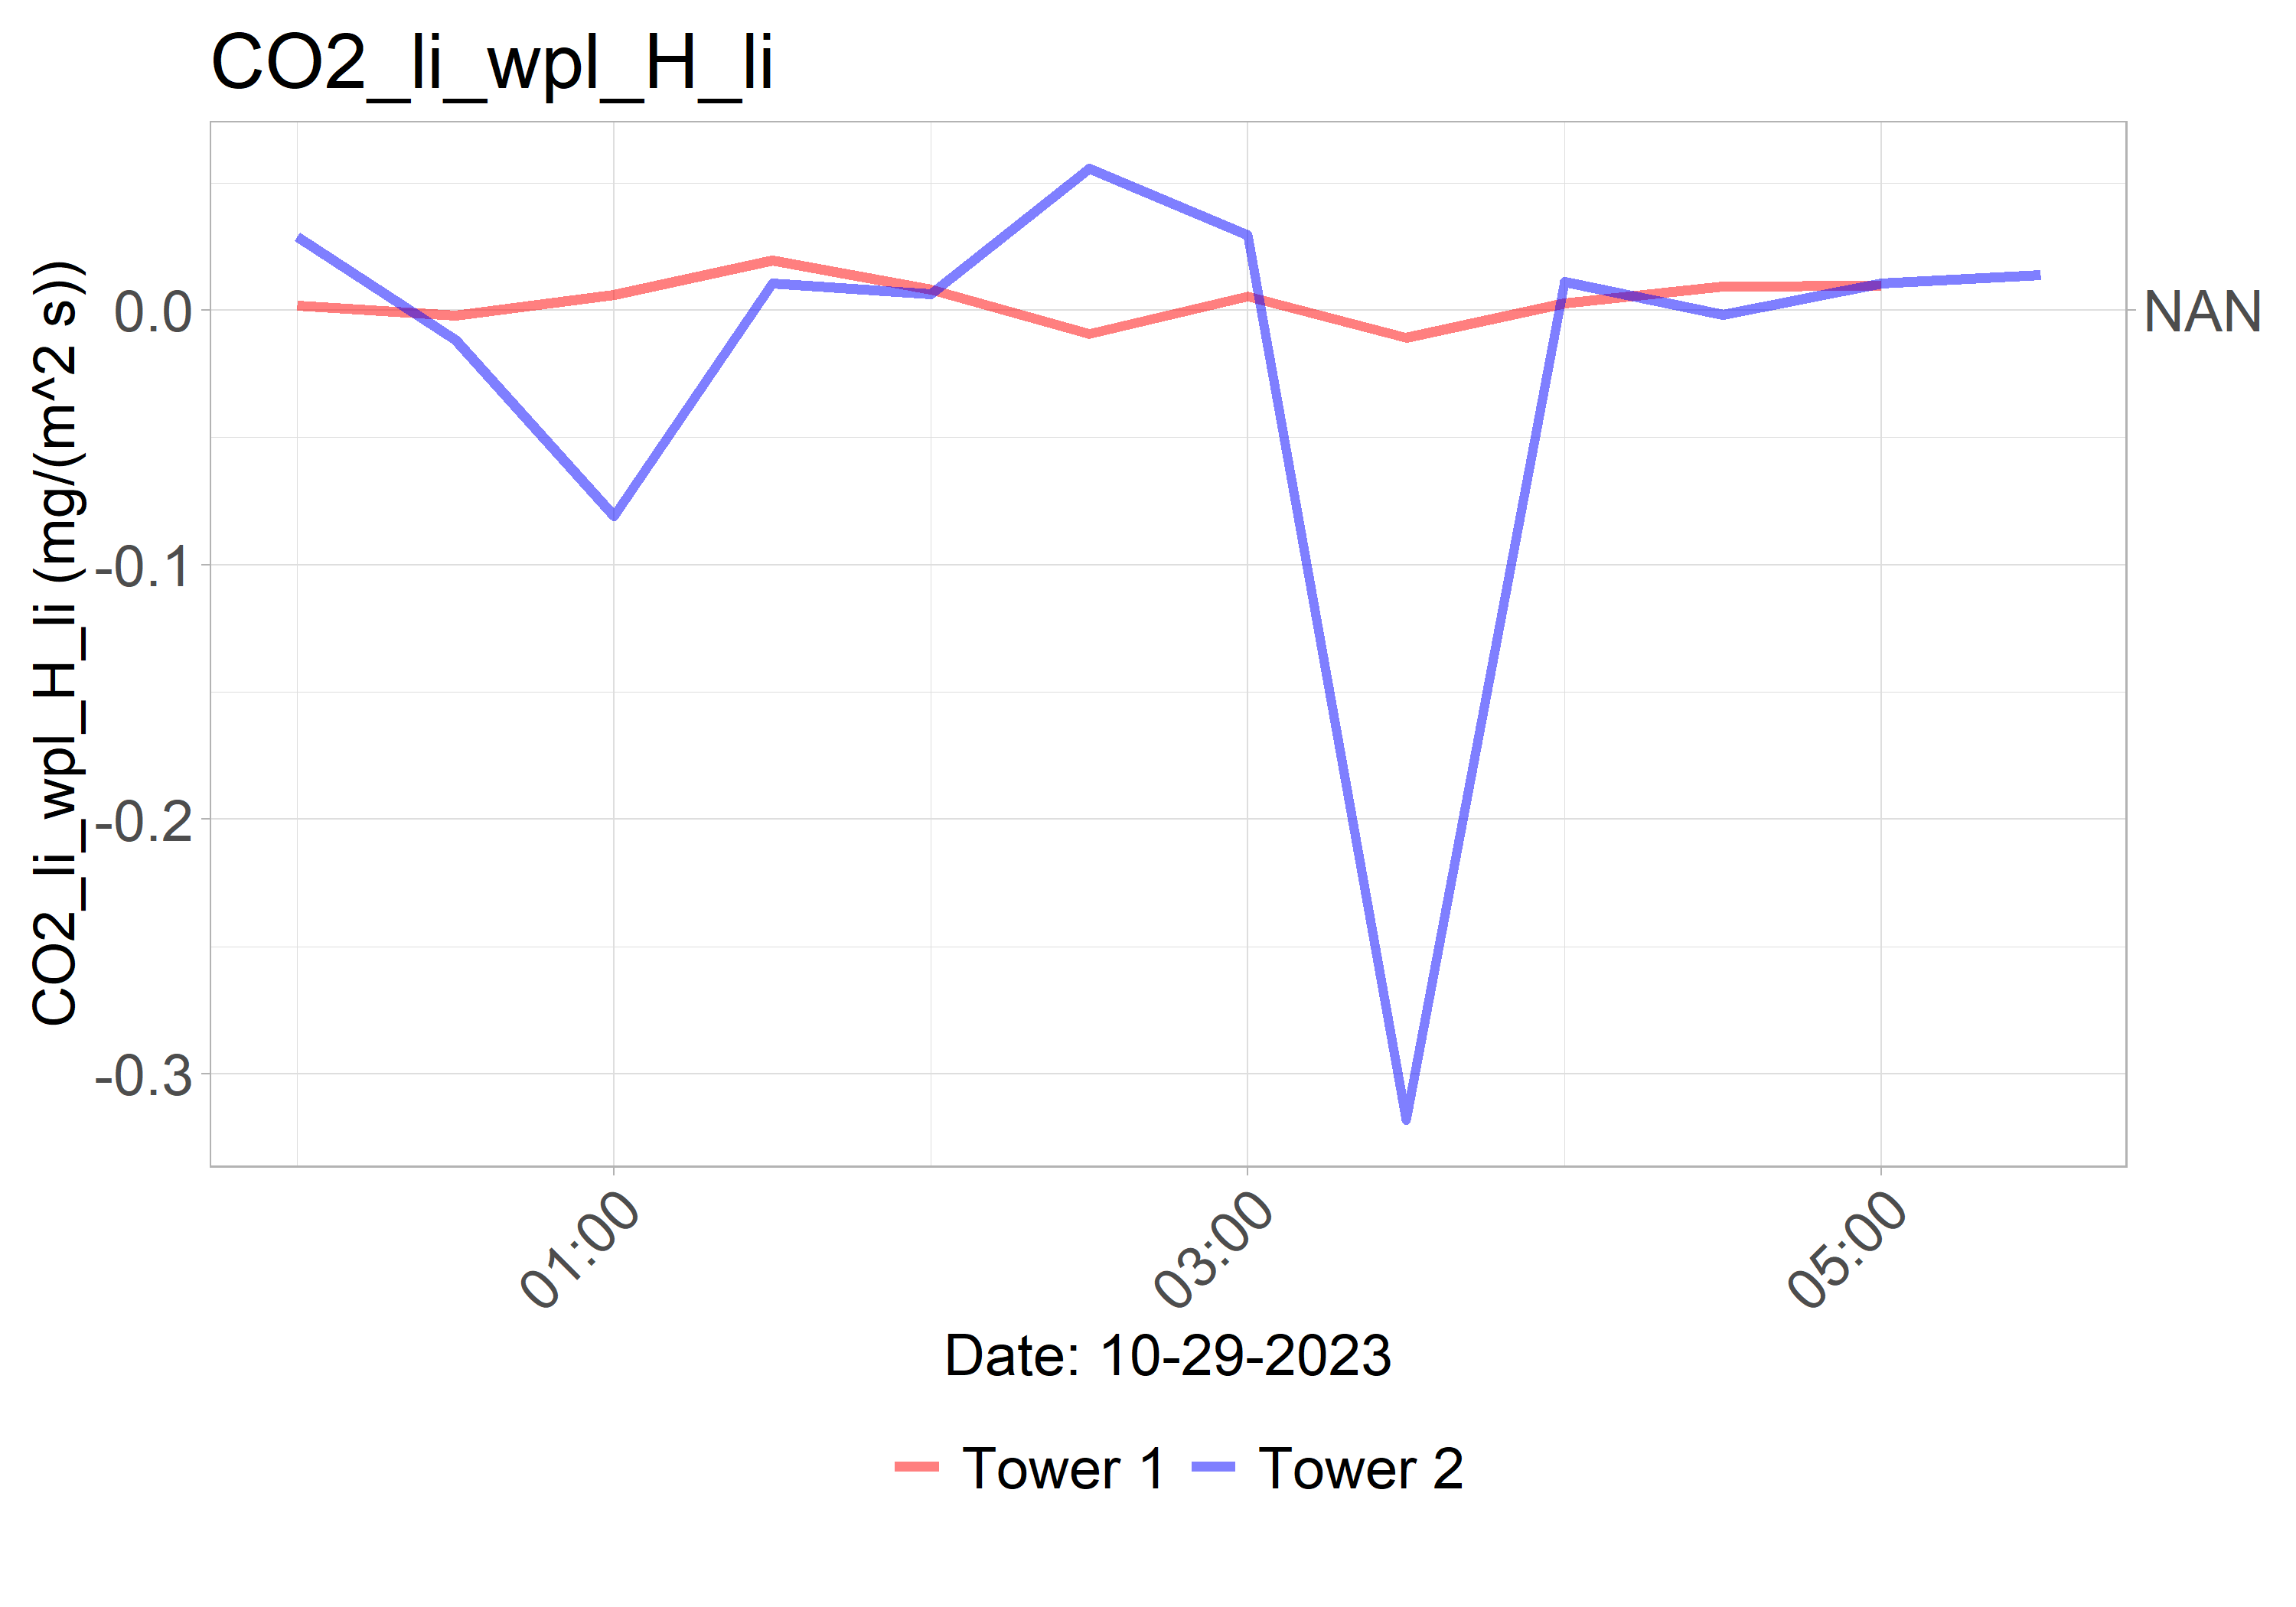 CO2_li_wpl_H_li
CO2_li_wpl_H_li (mg/(m^2 s))
0.0
-0.1
-0.2
-0.3
NAN
01:00
03:00
05:00
Date: 10-29-2023
Tower 1
Tower 2